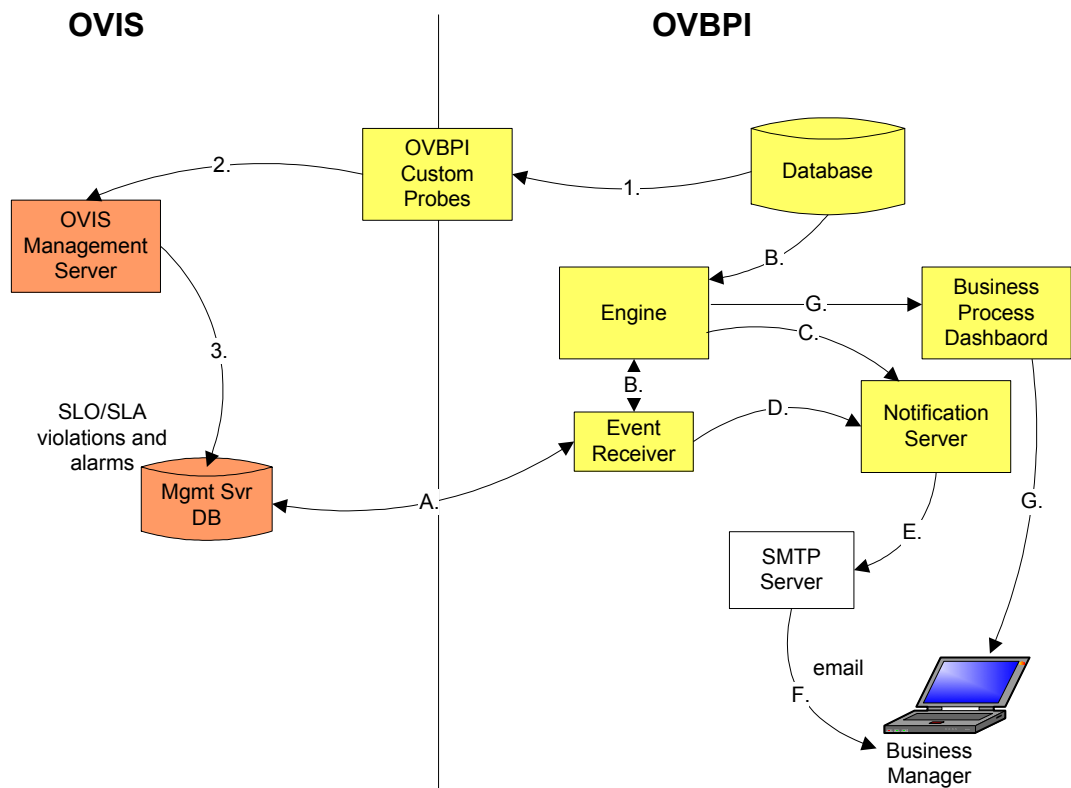 OVIS
OVBPI
OVBPI
Custom
Probes
Database
2.
1.
OVIS
Management
Server
B.
Engine
G.
Business
Process
Dashbaord
C.
3.
B.
SLO/SLA
violations and
alarms
Event
Receiver
D.
Notification
Server
Mgmt Svr
DB
A.
G.
E.
SMTP
Server
email
F.
Business
Manager